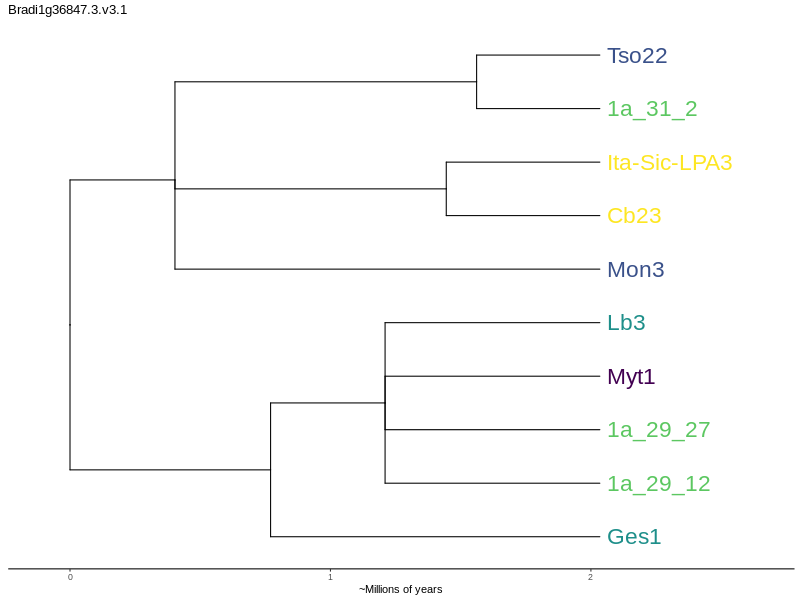 Bradi1g36847.3.v3.1
Tso22
1a_31_2
Ita-Sic-LPA3
Cb23
Mon3
Lb3
Myt1
1a_29_27
1a_29_12
Ges1
0 1 2
~Millions of years